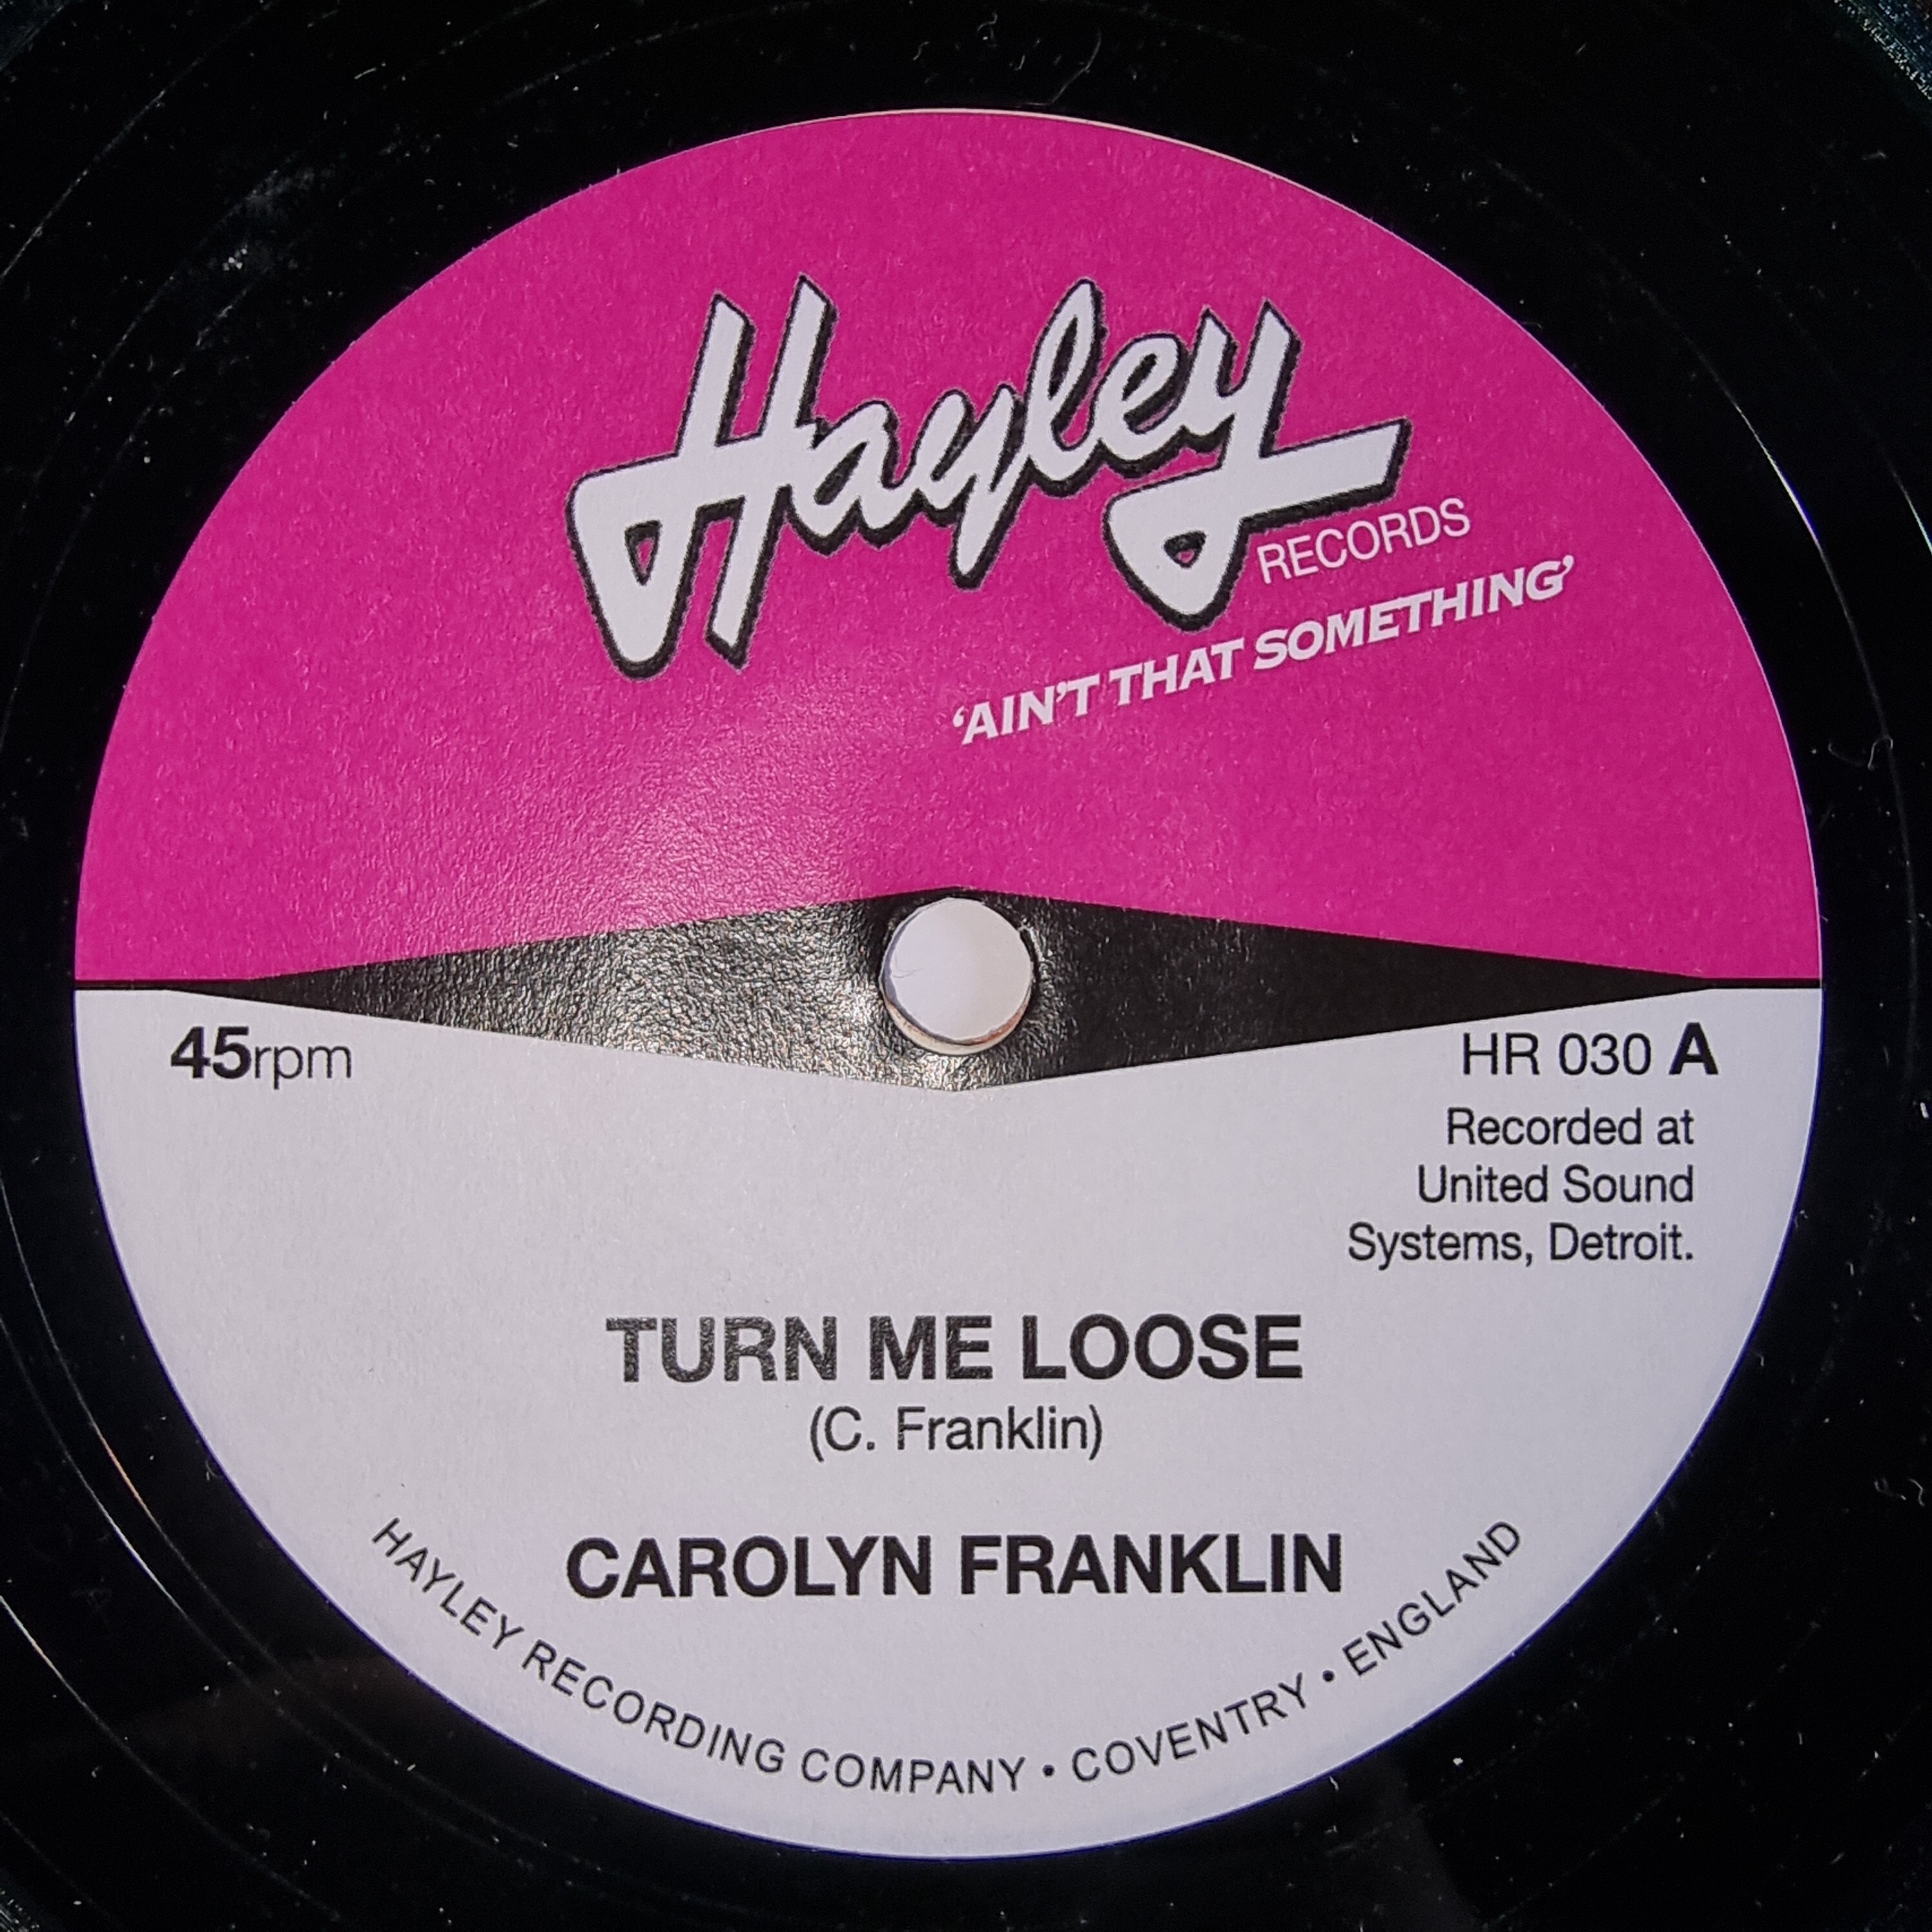 Hayley
RECORDS
‘AIN’T THAT SOMETHING’
45rpm
HR 030 A
Recorded at
United Sound
Systems, Detroit.
TURN ME LOOSE
(C. Franklin)
CAROLYN FRANKLIN
HAYLEY RECORDING COMPANY • COVENTRY • ENGLAND